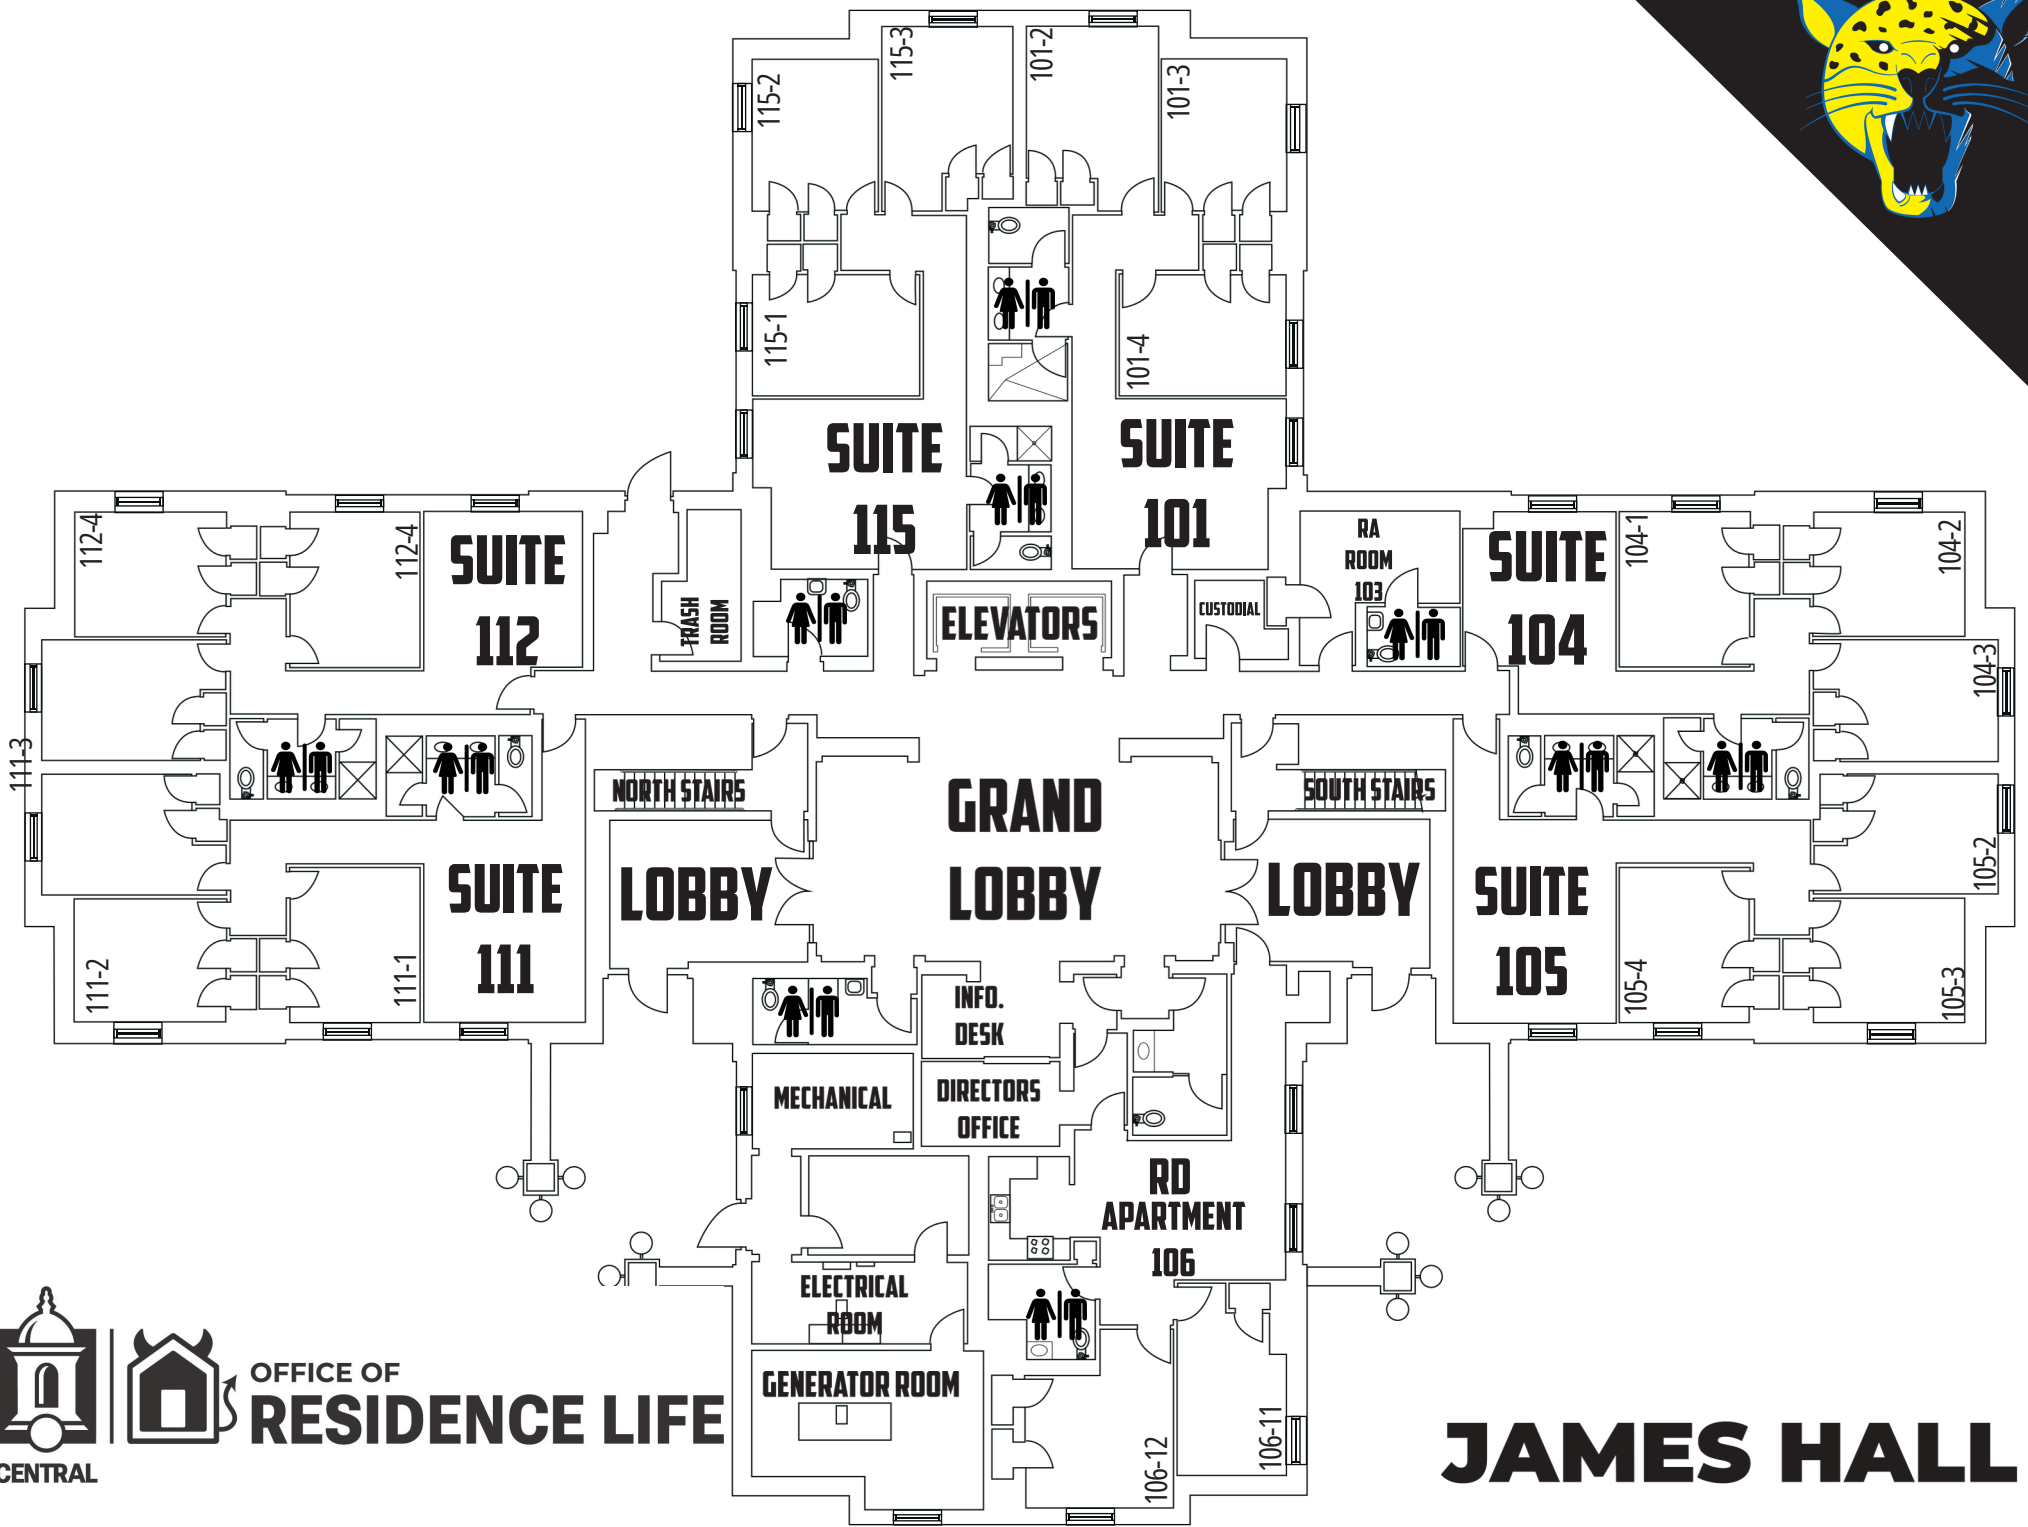 115-3
101-2
115-2
101-3
115-1
101-4
SUITE
115
SUITE
101
112-4
112-4
SUITE
112
TRASH
ROOM
ELEVATORS
CUSTODIAL
RA
ROOM
103
SUITE
104
104-1
104-2
104-3
111-3
NORTH STAIRS
GRAND
LOBBY
SOUTH STAIRS
LOBBY
LOBBY
SUITE
111
111-2
111-1
SUITE
105
105-2
105-4
105-3
INFO.
DESK
MECHANICAL
DIRECTORS
OFFICE
RD
APARTMENT
106
ELECTRICAL
ROOM
GENERATOR ROOM
106-12
106-11
CENTRAL
OFFICE OF
RESIDENCE LIFE
JAMES HALL